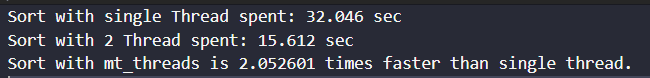 Sort with single Thread spent: 32.046 sec
Sort with 2 Thread spent: 15.612 sec
Sort with mt_threads is 2.052601 times faster than single thread.